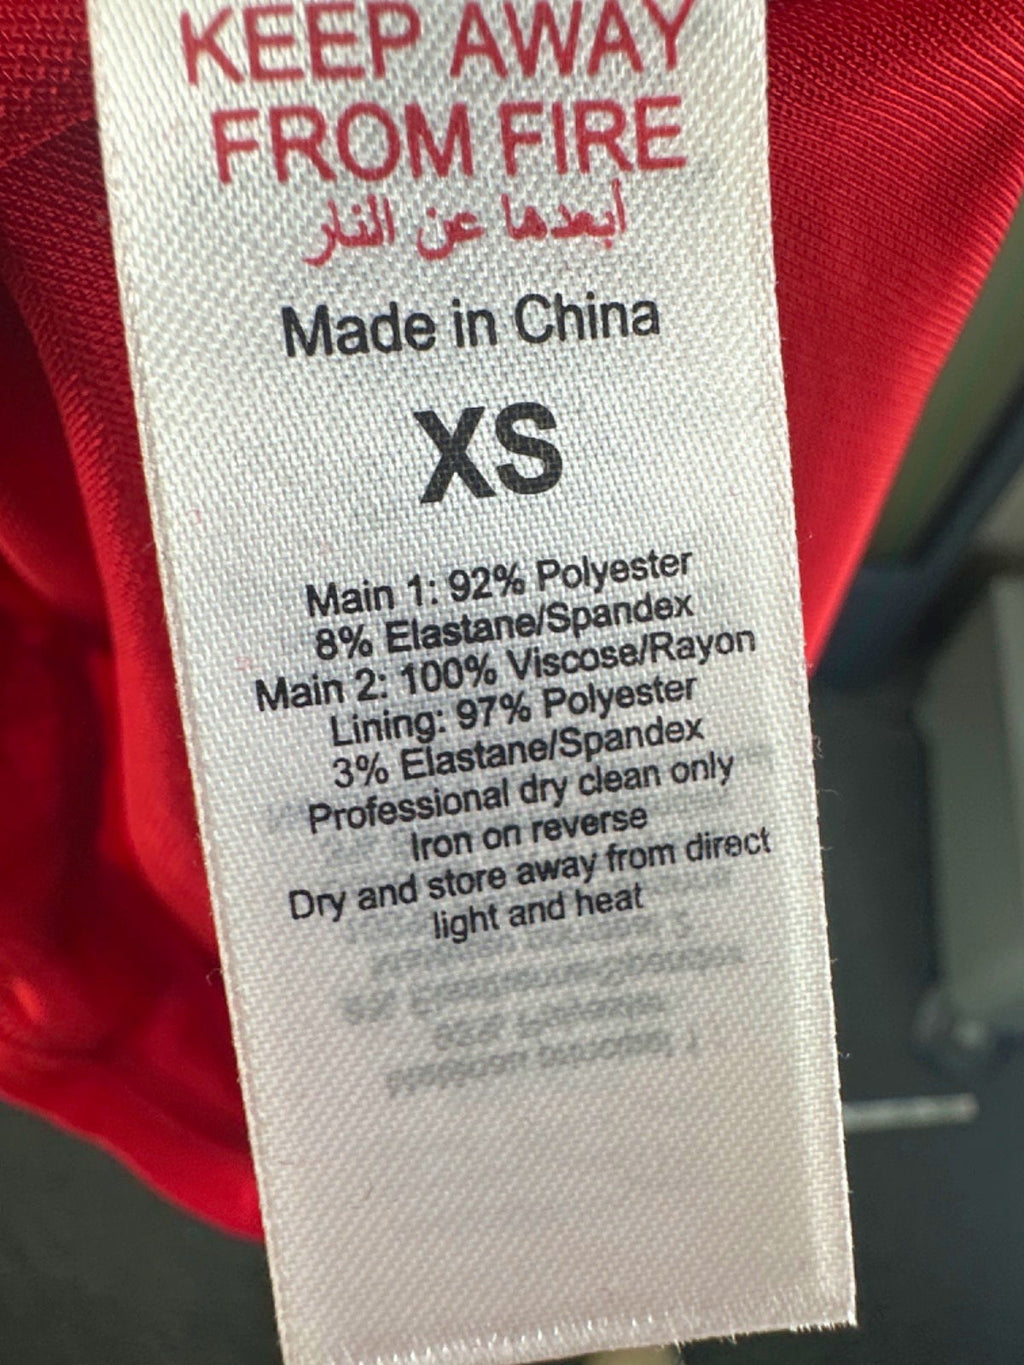 KEEP AWAY
FROM FIRE
أبعدها عن النار
Made in China
XS
Main 1: 92% Polyester
8% Elastane/Spandex
Main 2: 100% Viscose/Rayon
Lining: 97% Polyester
3% Elastane/Spandex
Professional dry clean only
Iron on reverse
Dry and store away from direct
light and heat